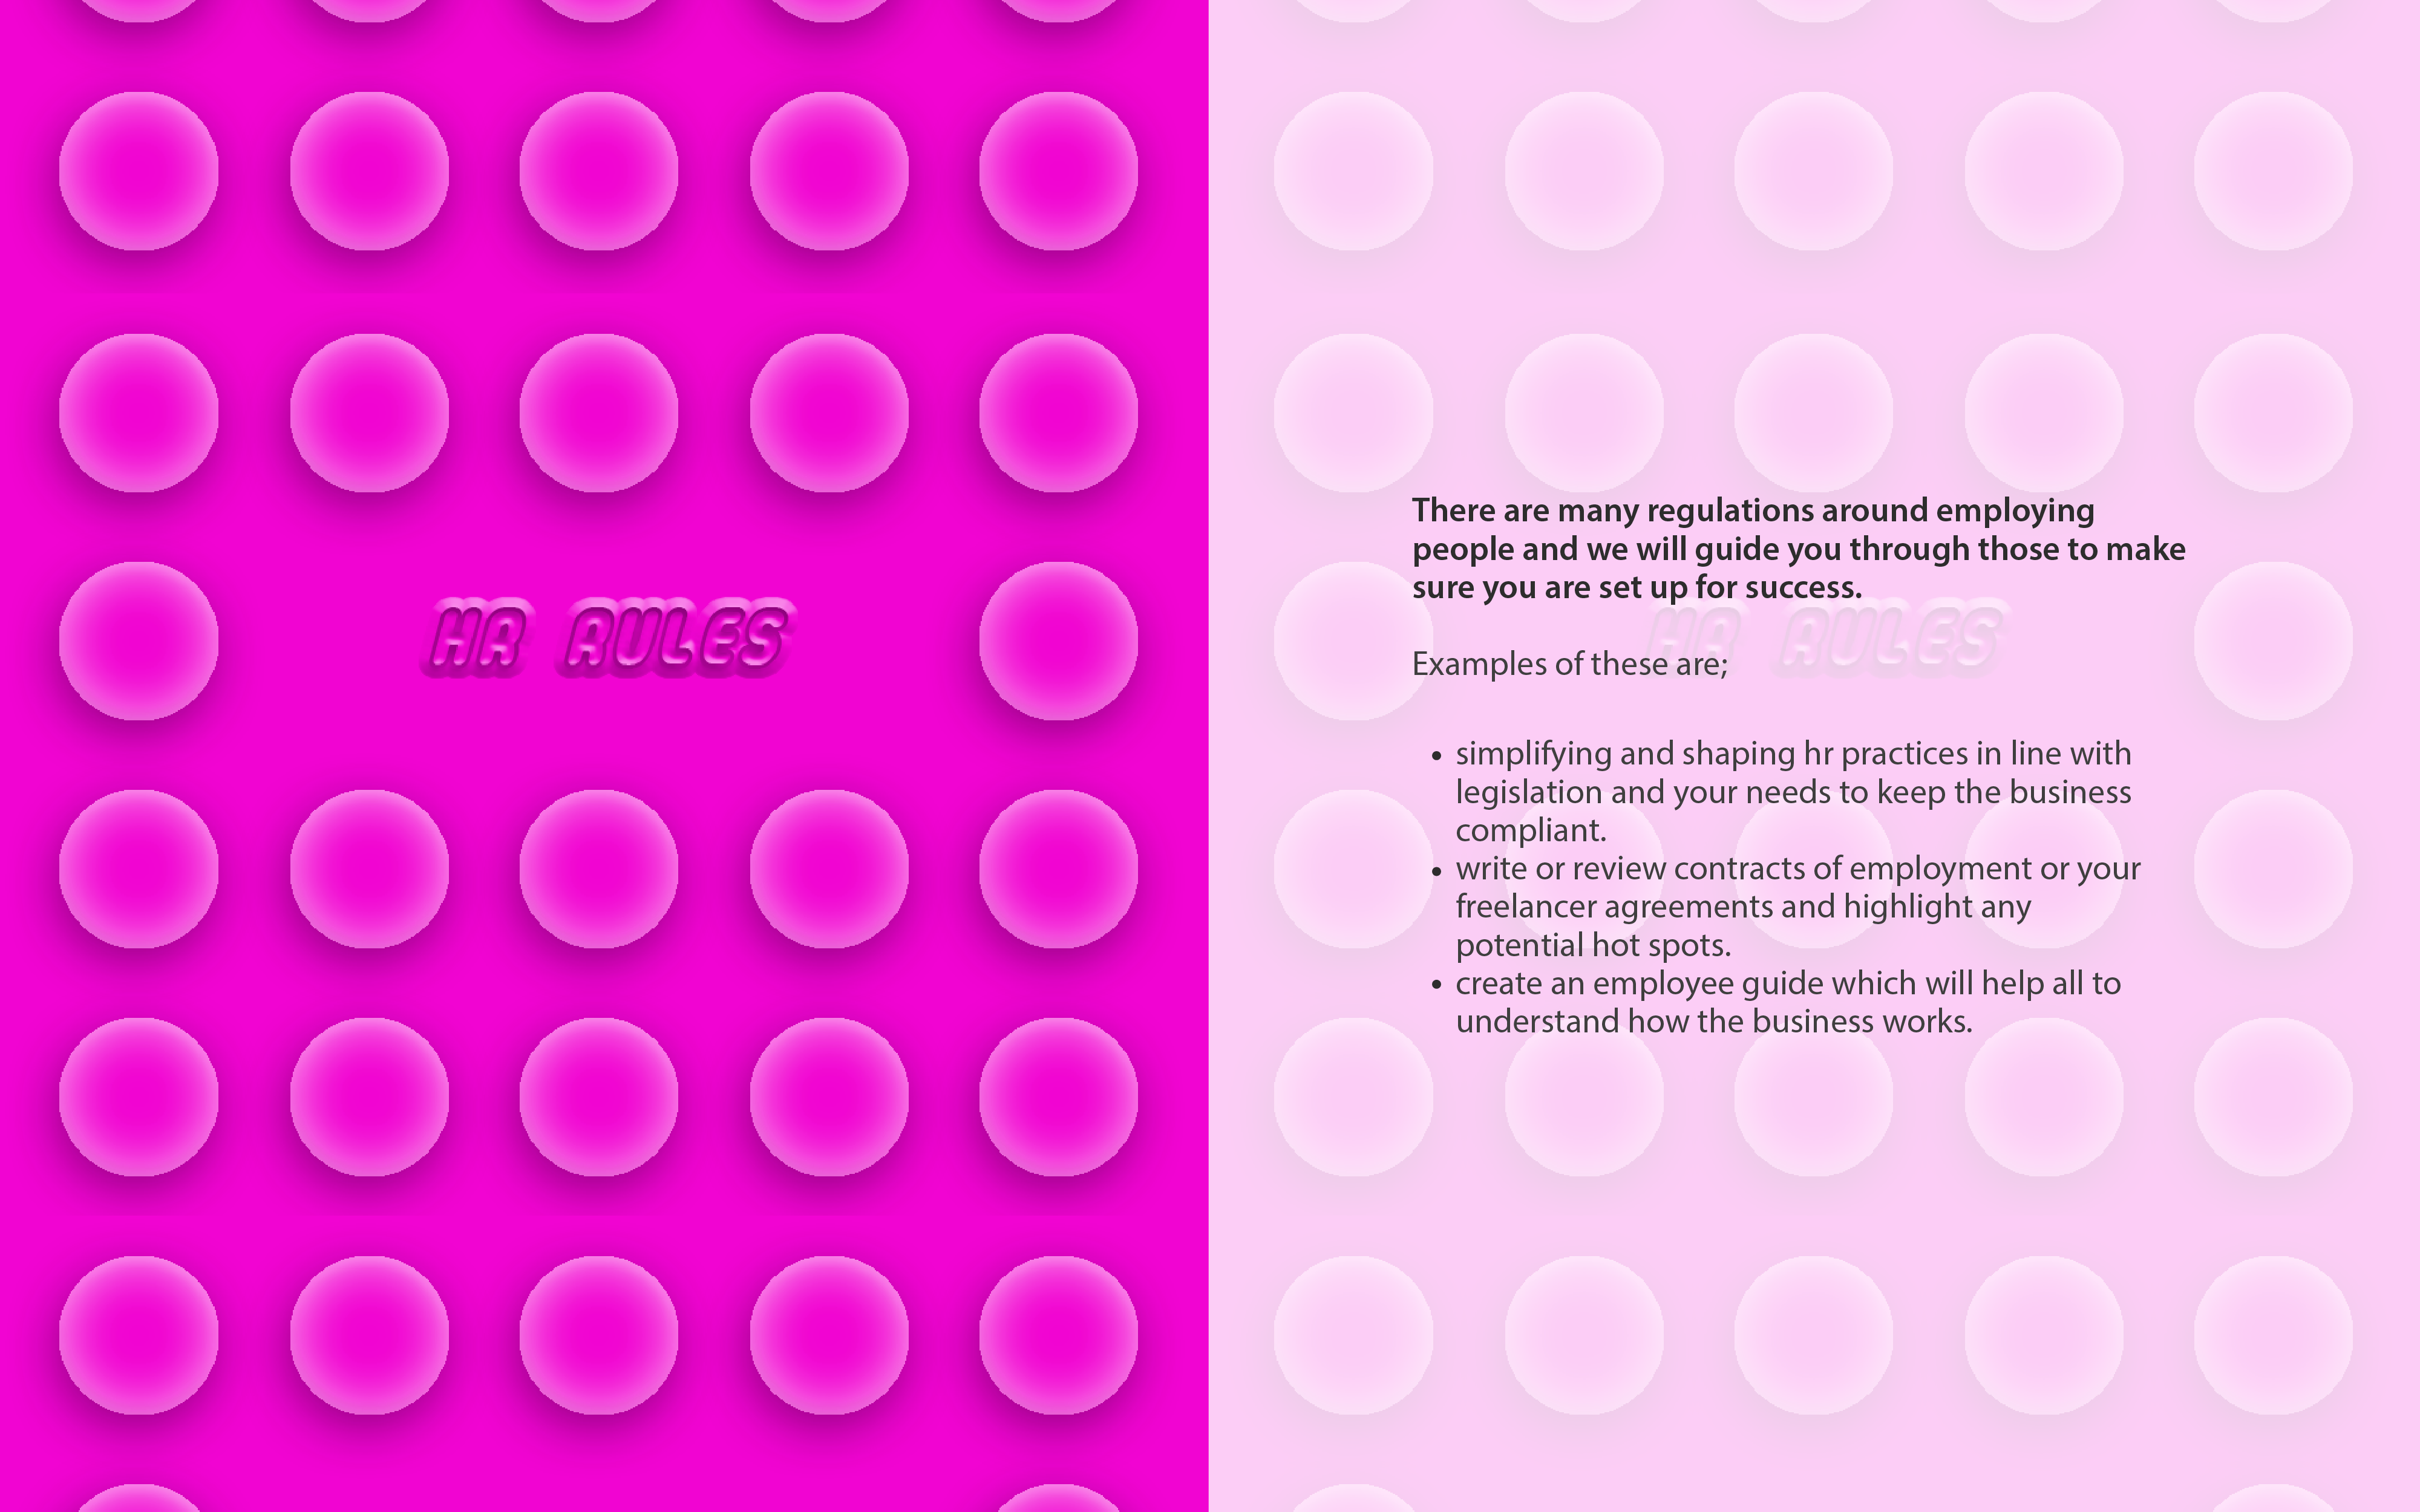 HR RULES
There are many regulations around employing
people and we will guide you through those to make
sure you are set up for success.
HR RULES
Examples of these are;
• simplifying and shaping hr practices in line with
legislation and your needs to keep the business
compliant.
• write or review contracts of employment or your
freelancer agreements and highlight any
potential hot spots.
• create an employee guide which will help all to
understand how the business works.